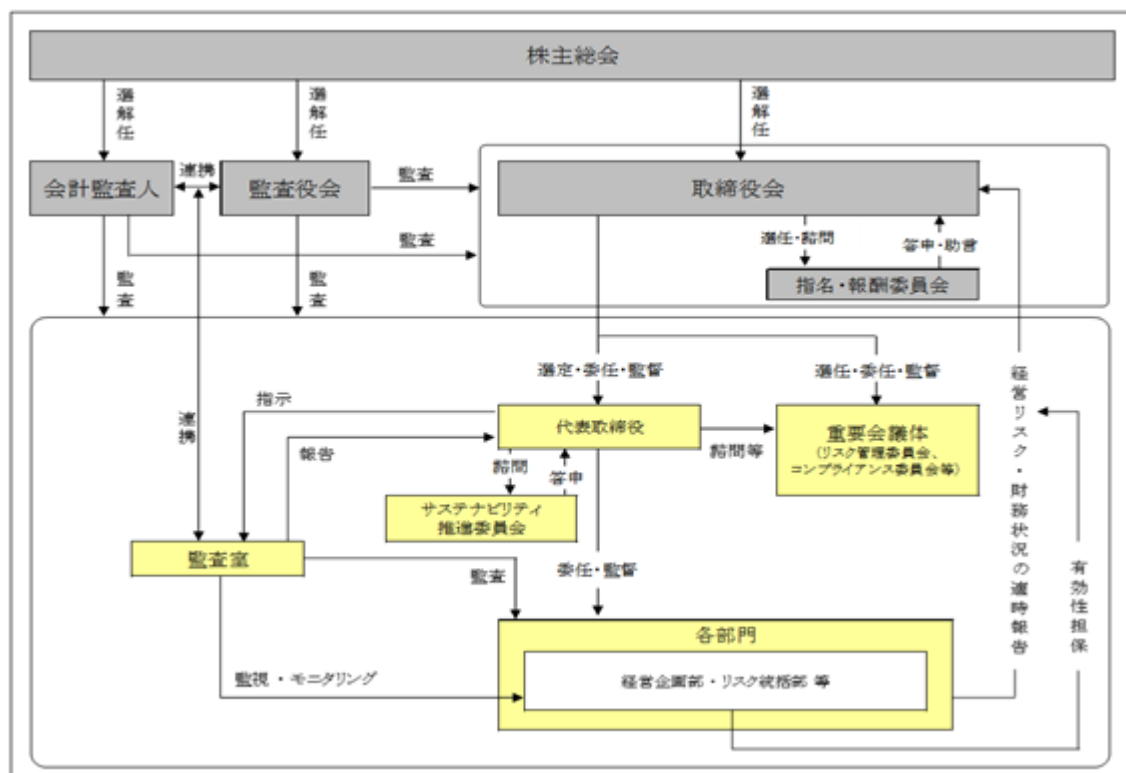 株主総会
選解任
選解任
選解任
会計監査人
連携
監査役会
監査
取締役会
監査
選任・諮問
答申・助言
指名・報酬委員会
監査
監査
選定・委任・監督
選任・委任・監督
指示
代表取締役
諮問等
重要会議体
(リスク管理委員会、
コンプライアンス委員会等)
連携
報告
諮問
答申
サステナビリティ
推進委員会
監査室
監査
委任・監督
経営リスク・財務状況の適時報告
有効性担保
各部門
経営企画部・リスク統括部 等
監視・モニタリング